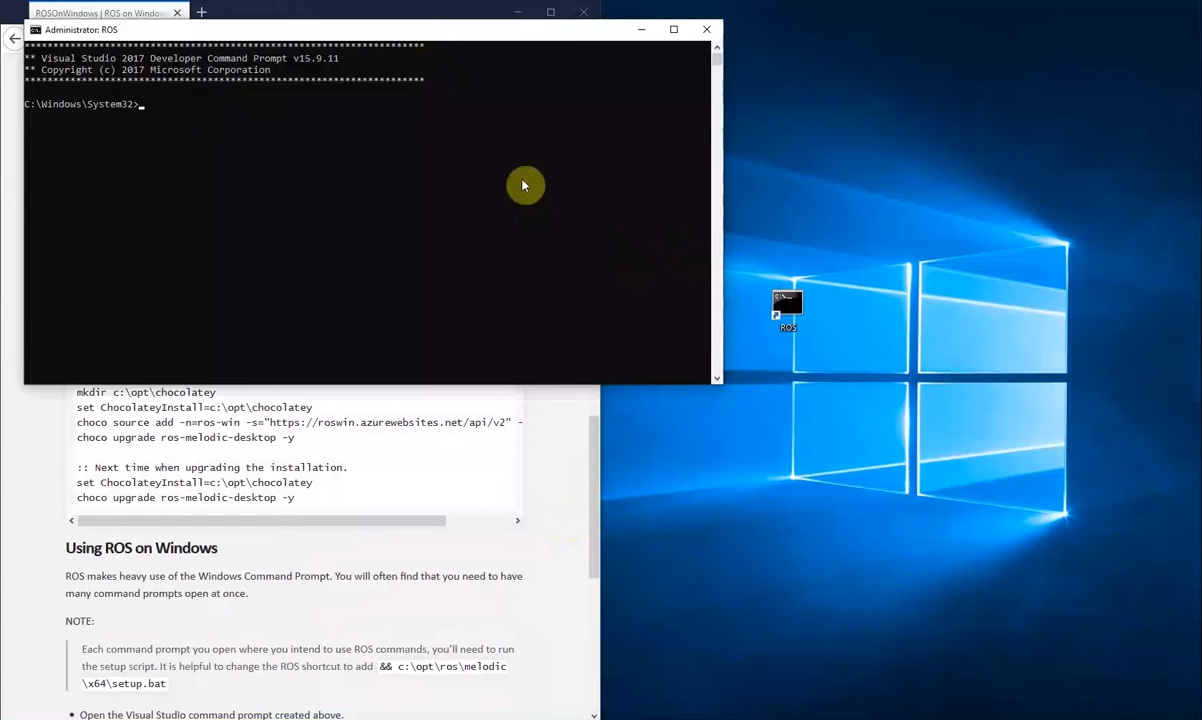 ROSOnWindows | ROS on Window
Administrator: ROS
**********************************************************************
** Visual Studio 2017 Developer Command Prompt v15.9.11
** Copyright (c) 2017 Microsoft Corporation
**********************************************************************
C:\Windows\System32>
ROS
mkdir c:\opt\chocolatey
set ChocolateyInstall=c:\opt\chocolatey
choco source add -n=ros-win -s="https://roswin.azurewebsites.net/api/v2" -
choco upgrade ros-melodic-desktop -y
:: Next time when upgrading the installation.
set ChocolateyInstall=c:\opt\chocolatey
choco upgrade ros-melodic-desktop -y
Using ROS on Windows
ROS makes heavy use of the Windows Command Prompt. You will often find that you need to have
many command prompts open at once.
NOTE:
Each command prompt you open where you intend to use ROS commands, you'll need to run
the setup script. It is helpful to change the ROS shortcut to add && c:\opt\ros\melodic
\x64\setup.bat
• Open the Visual Studio command prompt created above.